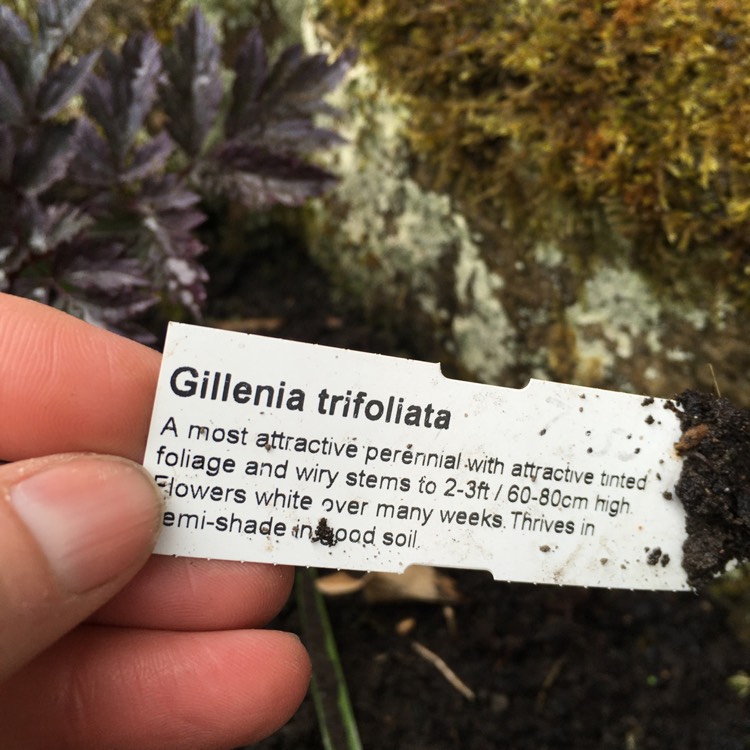 Gillenia trifoliata
A most attractive perennial with attractive tinted
foliage and wiry stems to 2-3ft / 60-80cm high.
Flowers white over many weeks. Thrives in
emi-shade in good soil.